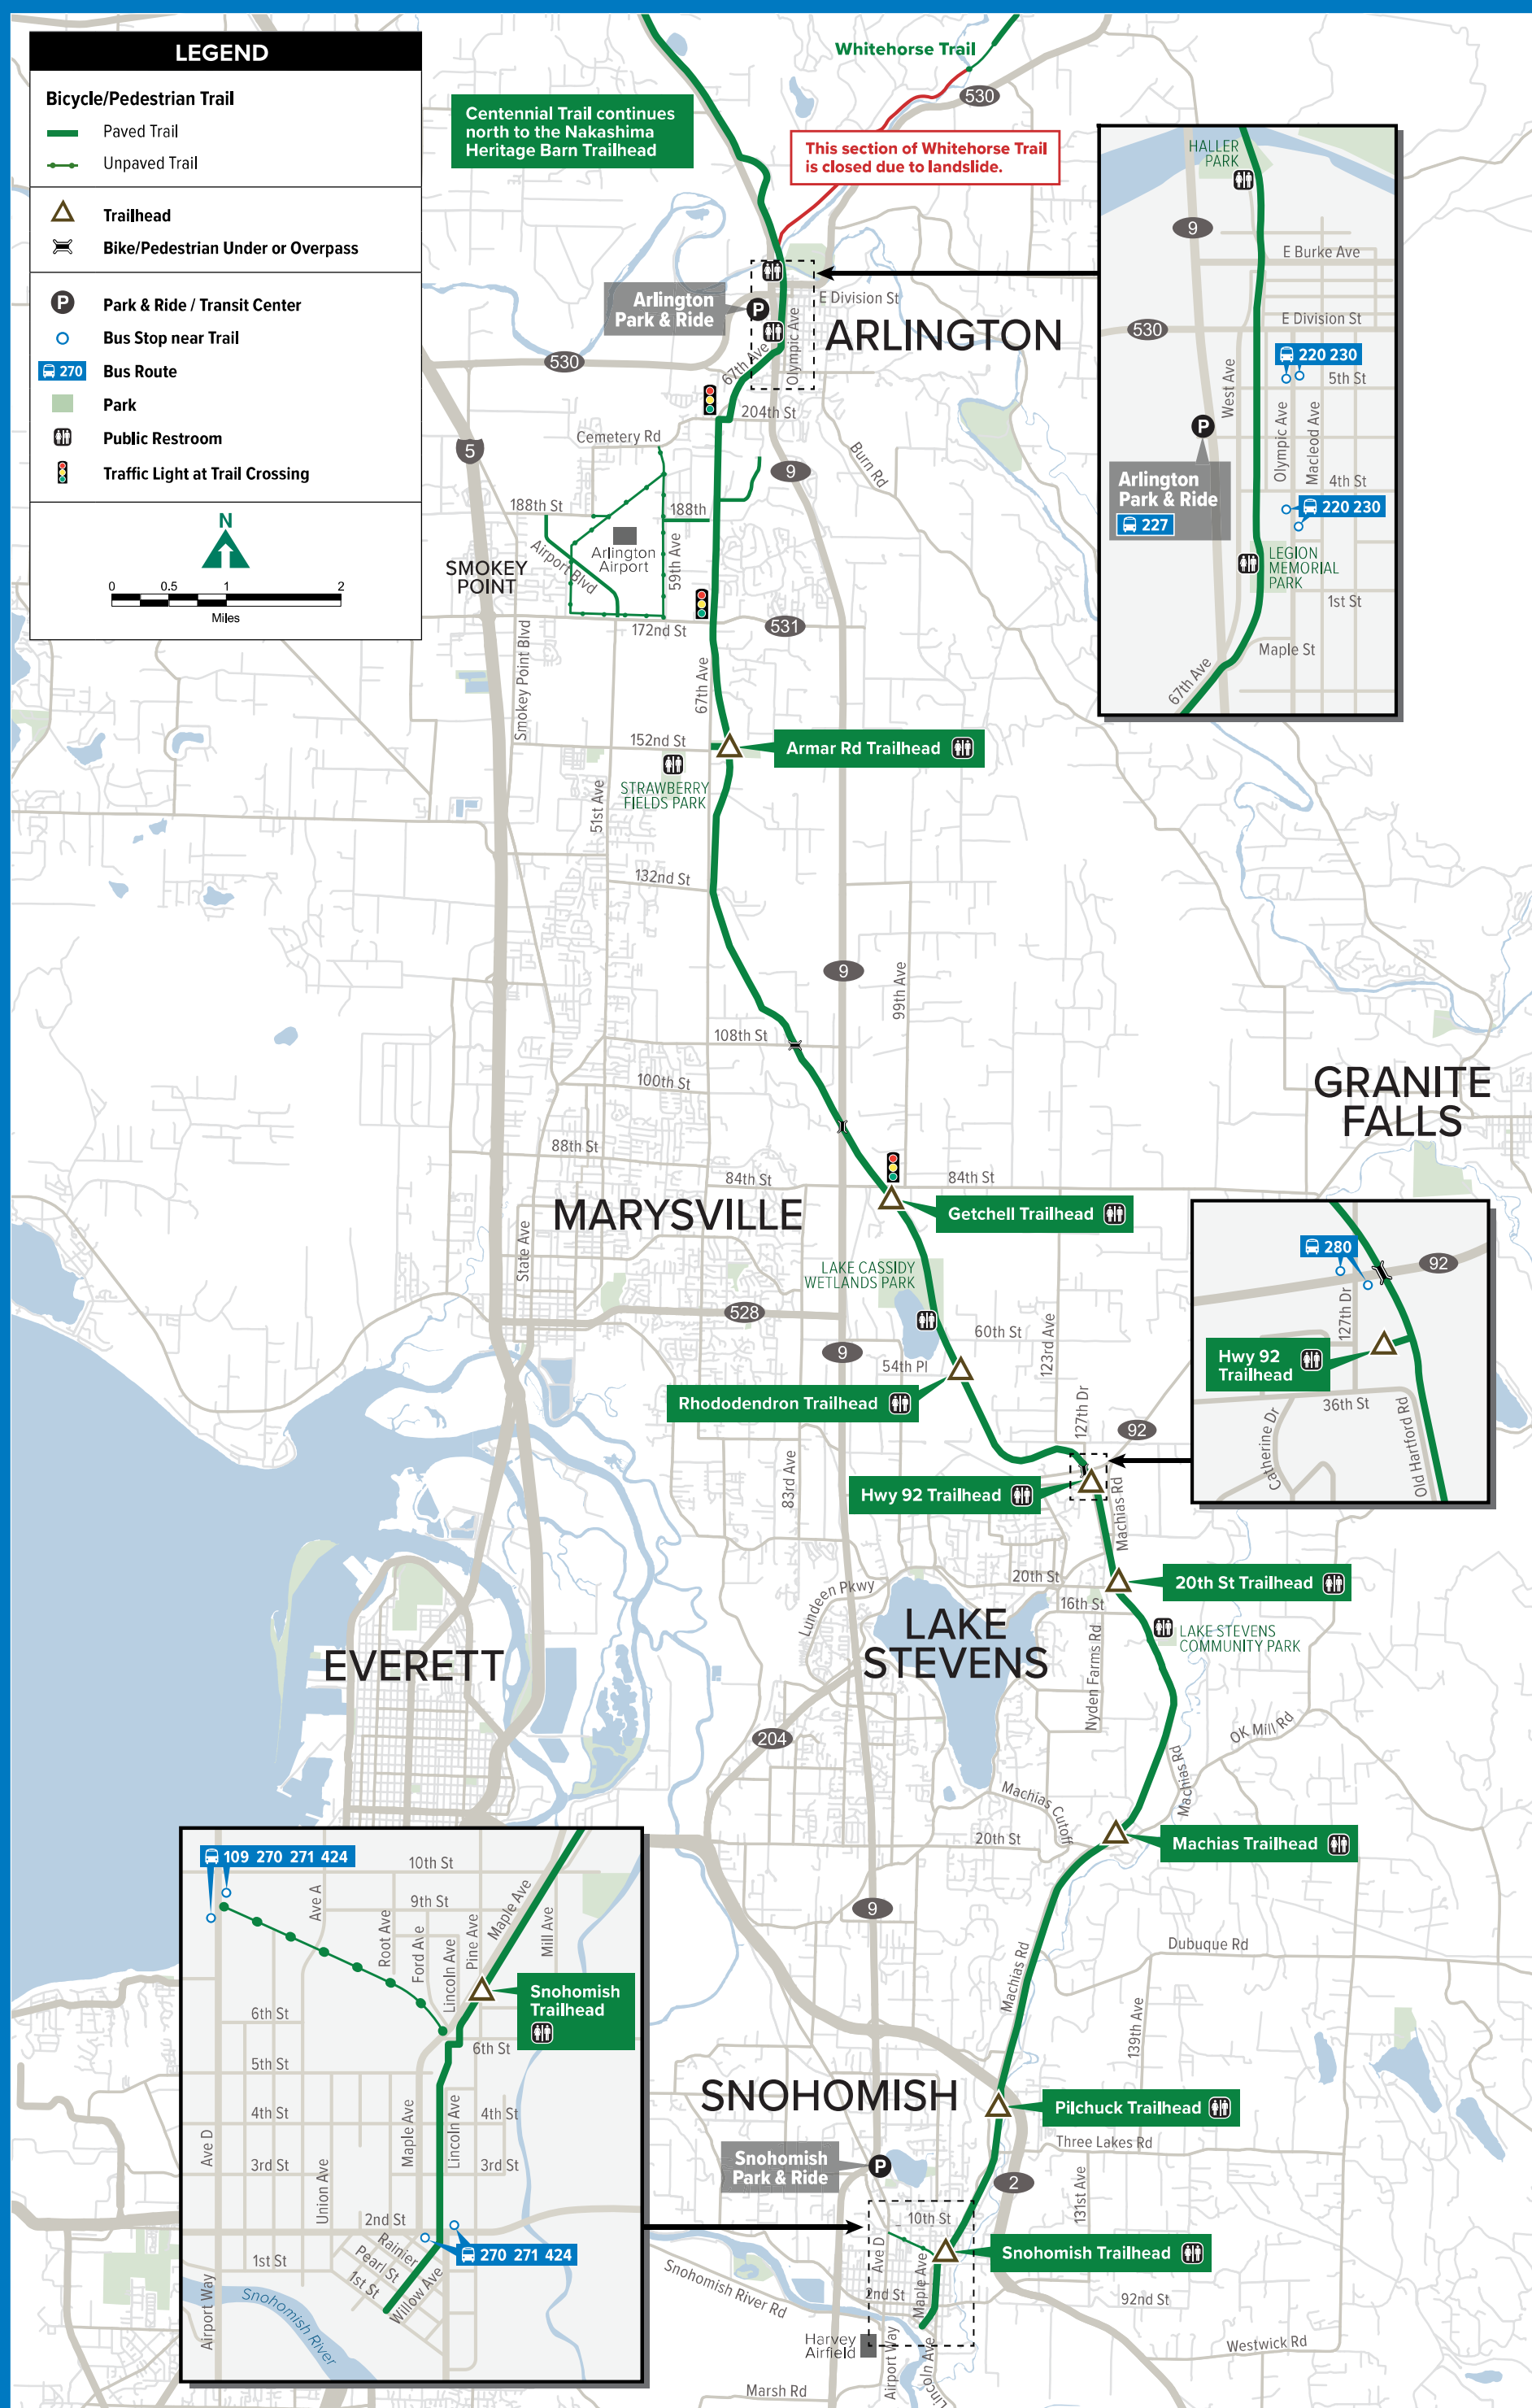 LEGEND
Bicycle/Pedestrian Trail
Paved Trail
Unpaved Trail
Trailhead
Bike/Pedestrian Under or Overpass
P
Park & Ride / Transit Center
Bus Stop near Trail
270
Bus Route
Park
Public Restroom
Traffic Light at Trail Crossing
N
0 0.5 1 2
Miles
Whitehorse Trail
530
Centennial Trail continues
north to the Nakashima
Heritage Barn Trailhead
This section of Whitehorse Trail
is closed due to landslide.
Arlington
Park & Ride
P
E Division St
Olympic Ave
ARLINGTON
530
67th Ave
204th St
Cemetery Rd
5
9
Burn Rd
188th St
188th
Arlington
Airport
Airport Blvd
59th Ave
SMOKEY
POINT
172nd St
531
Smokey Point Blvd
67th Ave
152nd St
Armar Rd Trailhead
STRAWBERRY
FIELDS PARK
51st Ave
132nd St
9
99th Ave
108th St
100th St
88th St
84th St
84th St
MARYSVILLE
Getchell Trailhead
State Ave
LAKE CASSIDY
WETLANDS PARK
528
60th St
123rd Ave
9
54th Pl
Rhododendron Trailhead
127th Dr
92
83rd Ave
Hwy 92 Trailhead
Machias Rd
GRANITE
FALLS
20th St
20th St Trailhead
16th St
Lundeen Pkwy
LAKE
STEVENS
LAKE STEVENS
COMMUNITY PARK
Nyden Farms Rd
EVERETT
204
OK Mill Rd
Machias Rd
Machias Cutoff
20th St
Machias Trailhead
9
Dubuque Rd
Machias Rd
139th Ave
SNOHOMISH
Pilchuck Trailhead
Three Lakes Rd
Snohomish
Park & Ride
P
2
131st Ave
10th St
Ave D
Snohomish Trailhead
Maple Ave
2nd St
92nd St
Snohomish River Rd
Harvey
Airfield
Airport Way
Lincoln Ave
Westwick Rd
Marsh Rd
HALLER
PARK
9
E Burke Ave
530
E Division St
220 230
5th St
West Ave
Olympic Ave
Macleod Ave
P
Arlington
Park & Ride
227
4th St
220 230
LEGION
MEMORIAL
PARK
1st St
Maple St
67th Ave
280
92
127th Dr
Hwy 92
Trailhead
36th St
Catherine Dr
Old Hartford Rd
109 270 271 424
10th St
Ave A
9th St
Root Ave
Ford Ave
Lincoln Ave
Pine Ave
Maple Ave
Mill Ave
Snohomish
Trailhead
6th St
6th St
5th St
4th St
4th St
Ave D
Maple Ave
Lincoln Ave
3rd St
3rd St
Union Ave
2nd St
Rainier
Pearl St
1st St
1st St
270 271 424
Willow Ave
Airport Way
Snohomish River